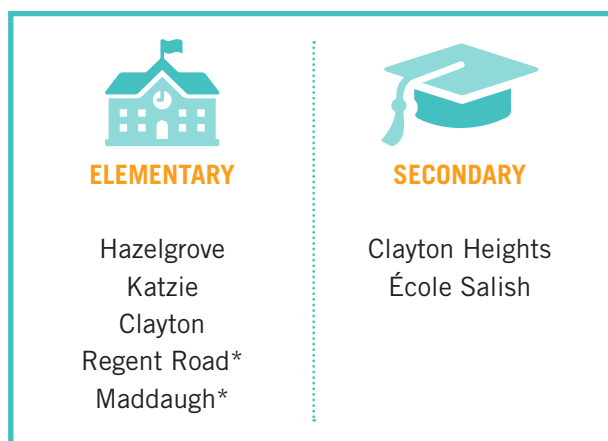 ELEMENTARY
Hazelgrove
Katzie
Clayton
Regent Road*
Maddaugh*
SECONDARY
Clayton Heights
École Salish